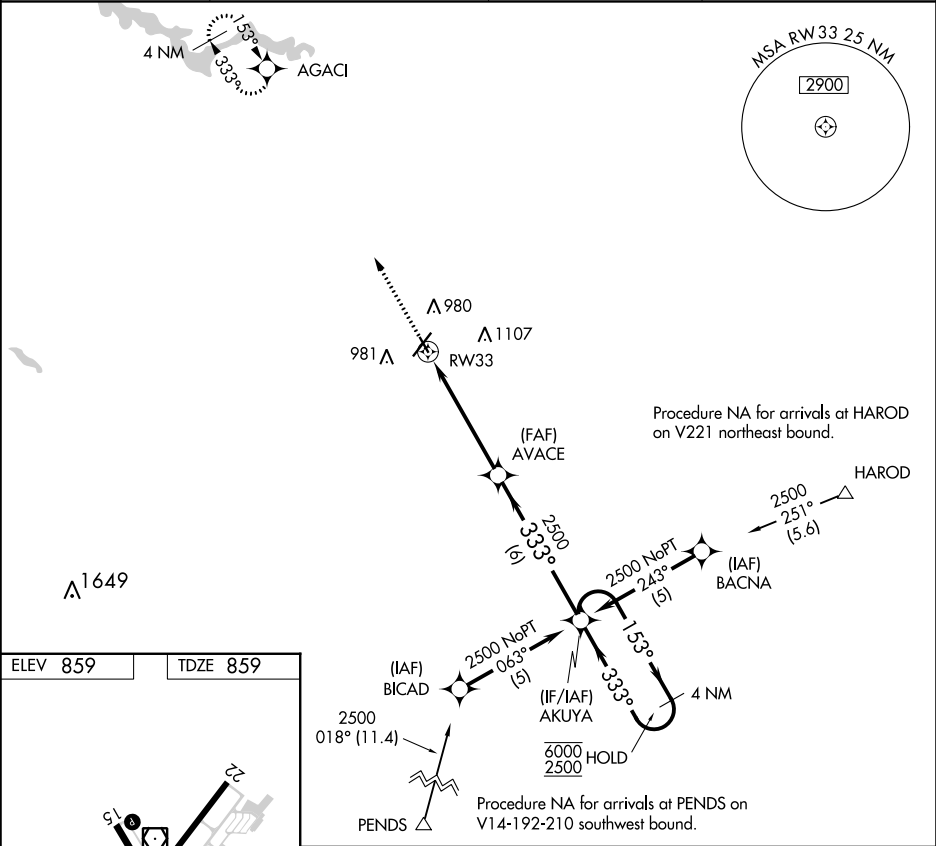 153°
4 NM
333°
AGACI
MSA RW33 25 NM
2900
980
1107
981
RW33
Procedure NA for arrivals at HAROD
on V221 northeast bound.
(FAF)
AVACE
HAROD
2500
251°
(5.6)
2500
333°
(6)
2500 NoPT
243°
(5)
(IAF)
BACNA
1649
153°
333°
4 NM
2500 NoPT
063°
(5)
(IAF)
BICAD
(IF/IAF)
AKUYA
2500
018° (11.4)
6000
2500
HOLD
Procedure NA for arrivals at PENDS on
V14-192-210 southwest bound.
PENDS
ELEV 859
TDZE 859
22
15
P